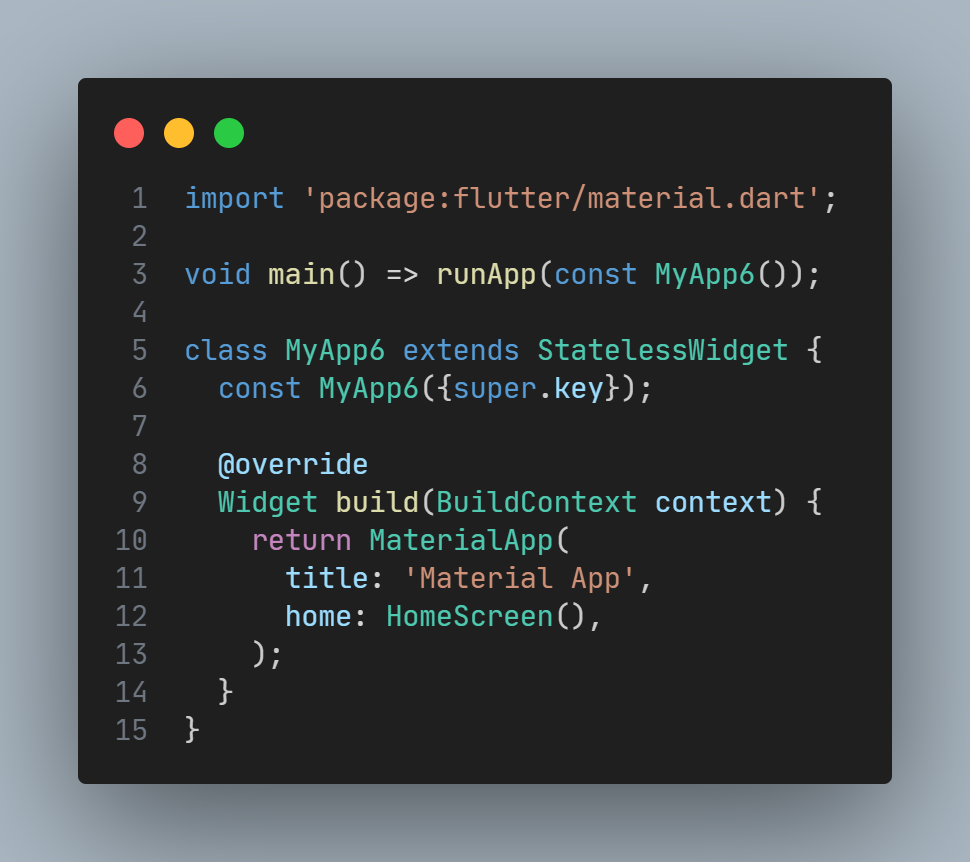 1 import 'package:flutter/material.dart';
2
3 void main() => runApp(const MyApp6());
4
5 class MyApp6 extends StatelessWidget {
6   const MyApp6({super.key});
7
8   @override
9   Widget build(BuildContext context) {
10     return MaterialApp(
11       title: 'Material App',
12       home: HomeScreen(),
13     );
14   }
15 }